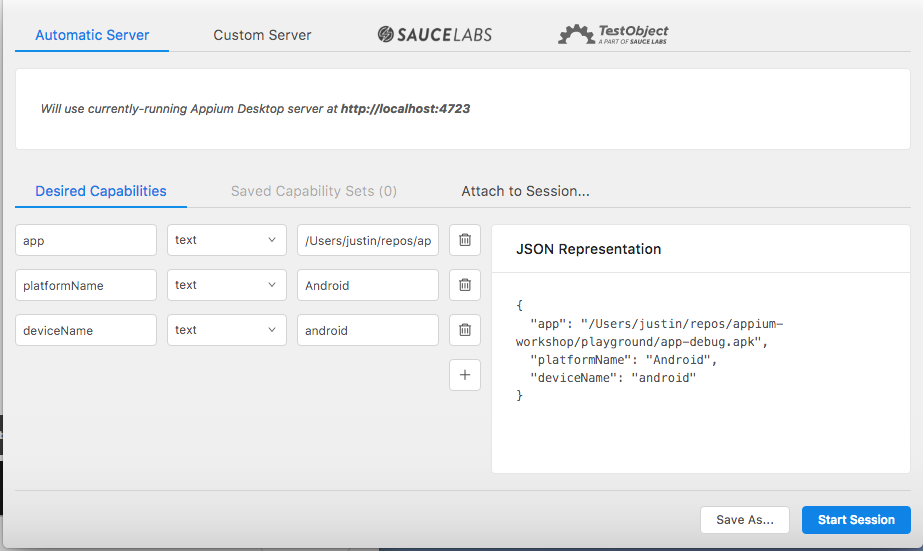 Automatic Server
Custom Server
SAUCE LABS
TestObject
A PART OF SAUCE LABS
Will use currently-running Appium Desktop server at http://localhost:4723
Desired Capabilities
Saved Capability Sets (0)
Attach to Session...
app
text
/Users/justin/repos/ap
platformName
text
Android
deviceName
text
android
JSON Representation
{
"app": "/Users/justin/repos/appium-
workshop/playground/app-debug.apk",
"platformName": "Android",
"deviceName": "android"
}
Save As...
Start Session